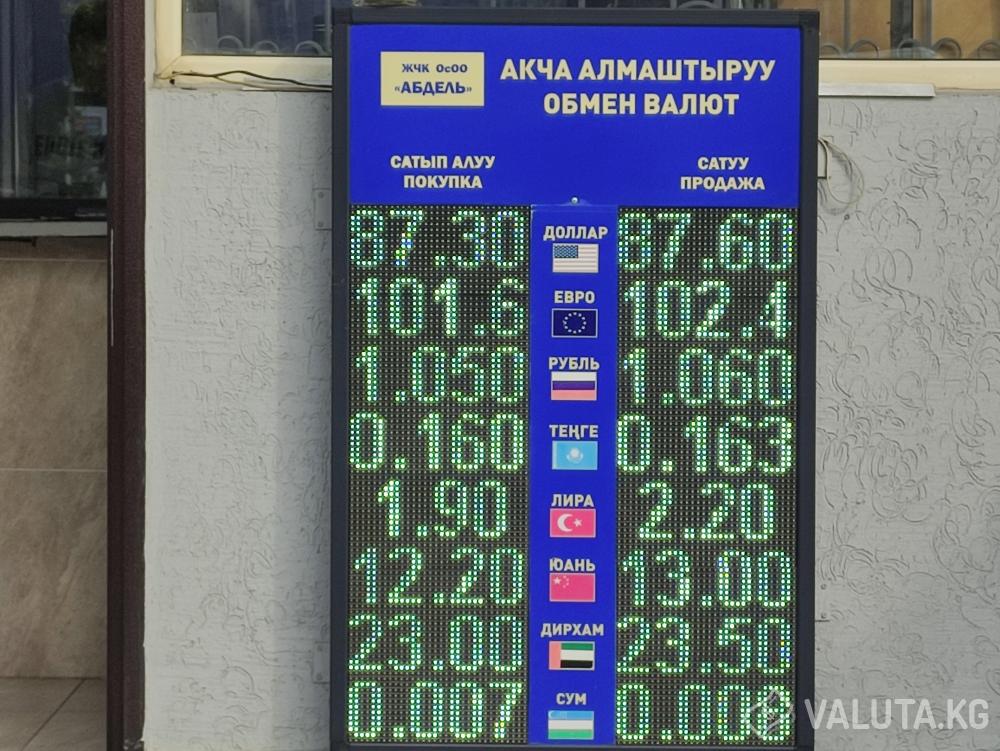 ЖЧК ОсОО
«АБДЕЛЬ»
АКЧА АЛМАШТЫРУУ
ОБМЕН ВАЛЮТ
САТЫП АЛУУ
ПОКУПКА
САТУУ
ПРОДАЖА
87.30 ДОЛЛАР 87.60
101.6 ЕВРО 102.4
1.050 РУБЛЬ 1.060
0.160 ТЕҢГЕ 0.163
1.90 ЛИРА 2.20
12.20 ЮАНЬ 13.00
23.00 ДИРХАМ 23.50
0.007 СУМ
VALUTA.KG